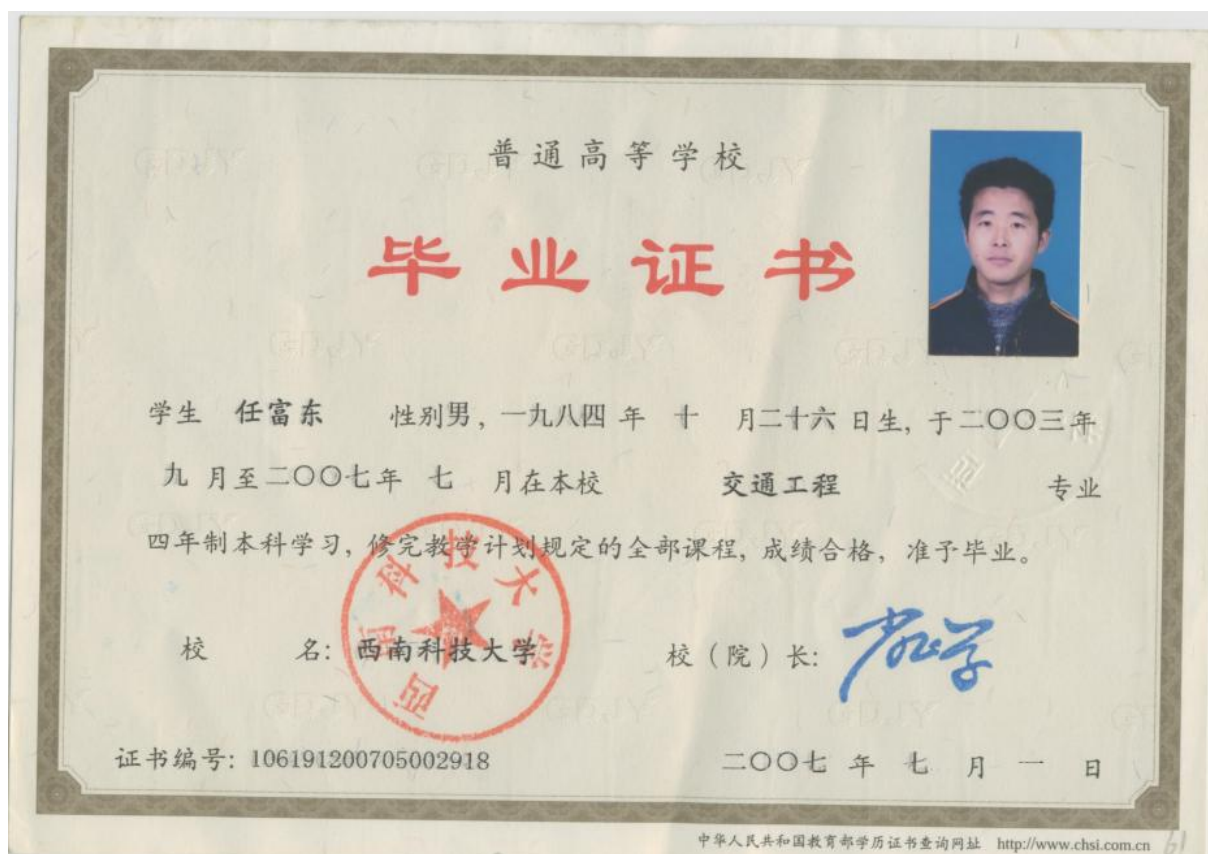 普通高等学校
毕业证书
学生 任富东 性别男，一九八四 年 十 月二十六 日生，于二〇〇三年
九 月至二〇〇七年 七 月在本校 交通工程 专业
四年制本科学习，修完教学计划规定的全部课程，成绩合格，准予毕业。
校 名：西南科技大学 校（院）长：
西南科技大学
证书编号：106191200705002918 二〇〇七 年 七 月 一 日
中华人民共和国教育部学历证书查询网址 http://www.chsi.com.cn